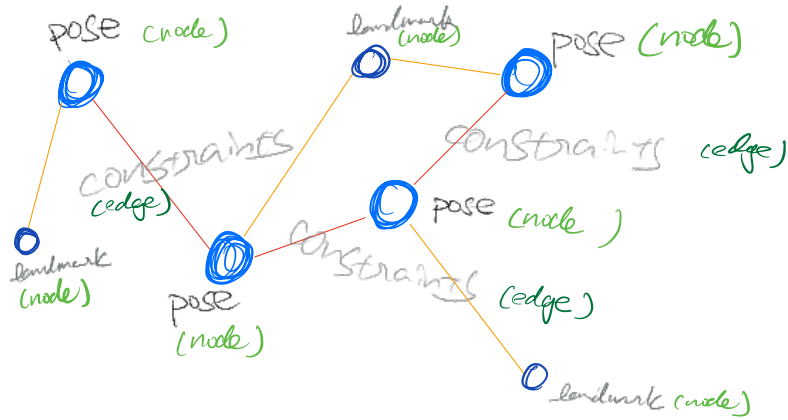 pose (node)
landmark
(node)
pose (node)
constraints
(edge)
constraints (edge)
landmark
(node)
pose
(node)
constraints
(edge)
pose (node)
landmark (node)